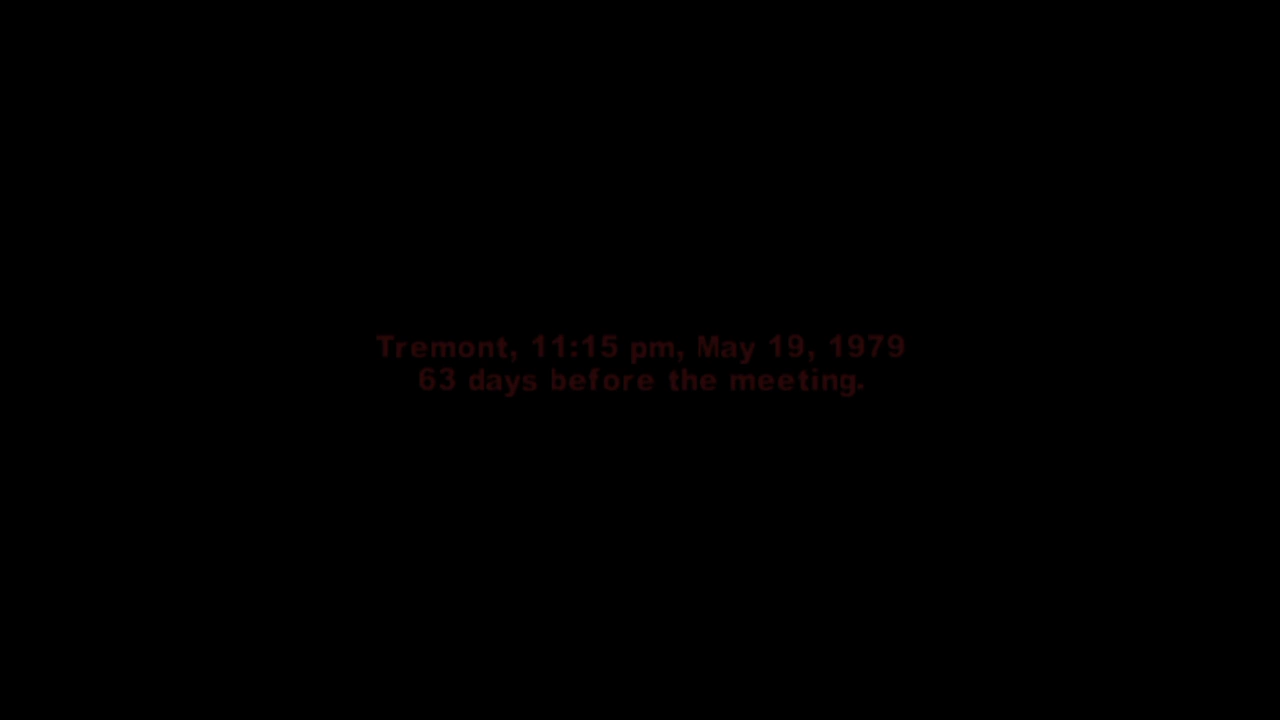 Tremont, 11:15 pm, May 19, 1979
63 days before the meeting.